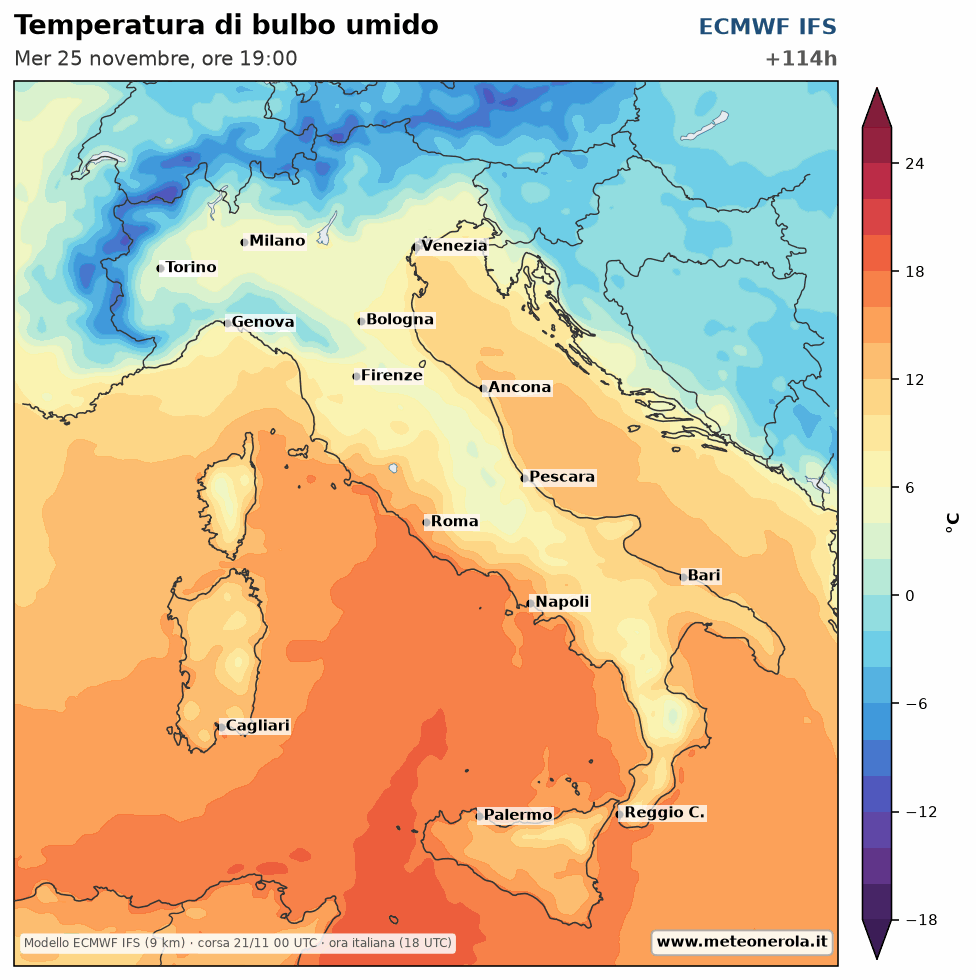 Temperatura di bulbo umido
ECMWF IFS
Mer 25 novembre, ore 19:00
+114h
Milano
Venezia
Torino
Genova
Bologna
Firenze
Ancona
Pescara
Roma
Bari
Napoli
Cagliari
Palermo
Reggio C.
24
18
12
6
0
−6
−12
−18
°C
Modello ECMWF IFS (9 km) · corsa 21/11 00 UTC · ora italiana (18 UTC)
www.meteonerola.it